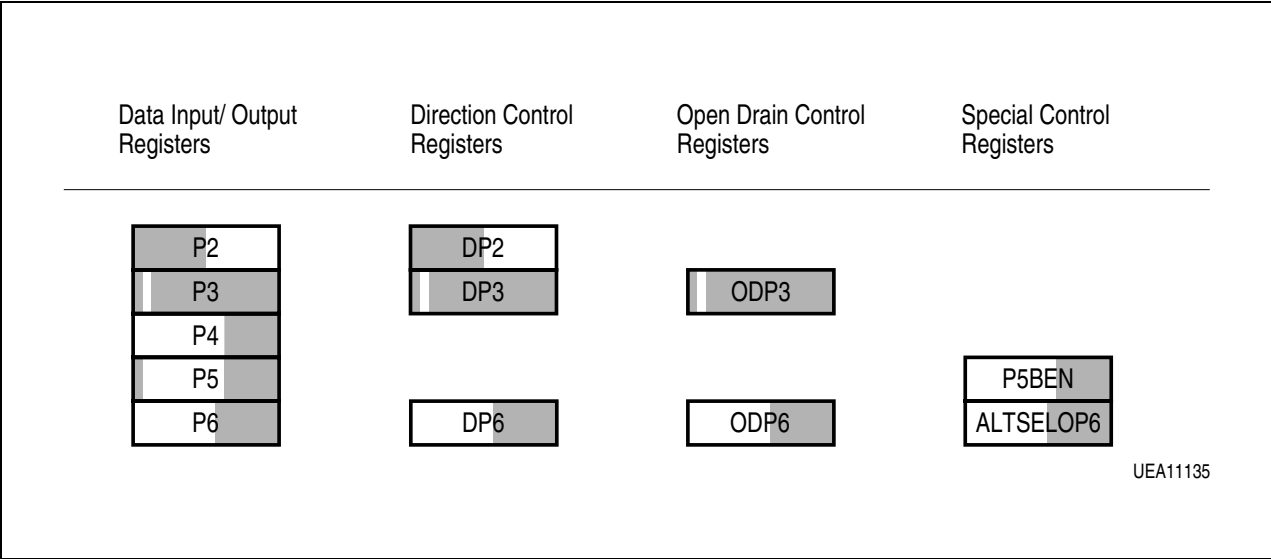 Data Input/ Output
Registers
Direction Control
Registers
Open Drain Control
Registers
Special Control
Registers
P2
DP2
P3
DP3
ODP3
P4
P5
P5BEN
P6
DP6
ODP6
ALTSELOP6
UEA11135